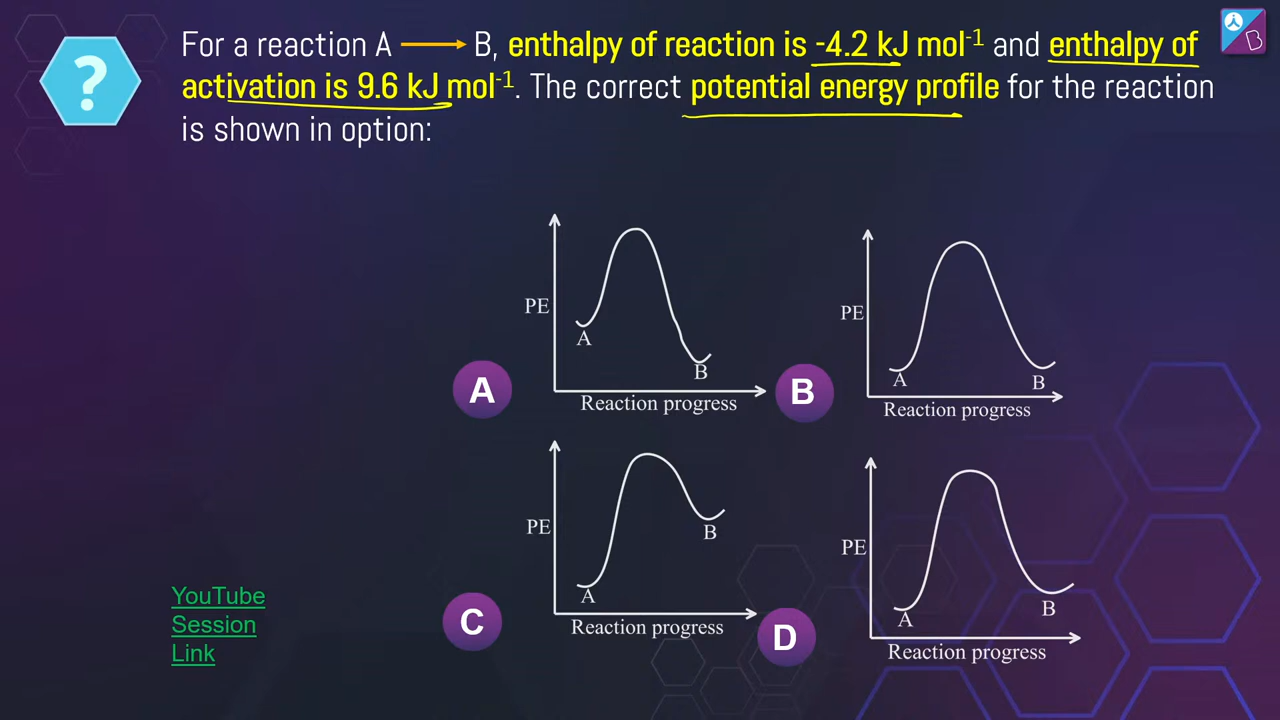 ?
For a reaction A → B, enthalpy of reaction is -4.2 kJ mol⁻¹ and enthalpy of
activation is 9.6 kJ mol⁻¹. The correct potential energy profile for the reaction
is shown in option:
B
PE
A
B
Reaction progress
A
PE
A
B
Reaction progress
B
PE
A
B
Reaction progress
C
PE
A
B
Reaction progress
D
YouTube
Session
Link